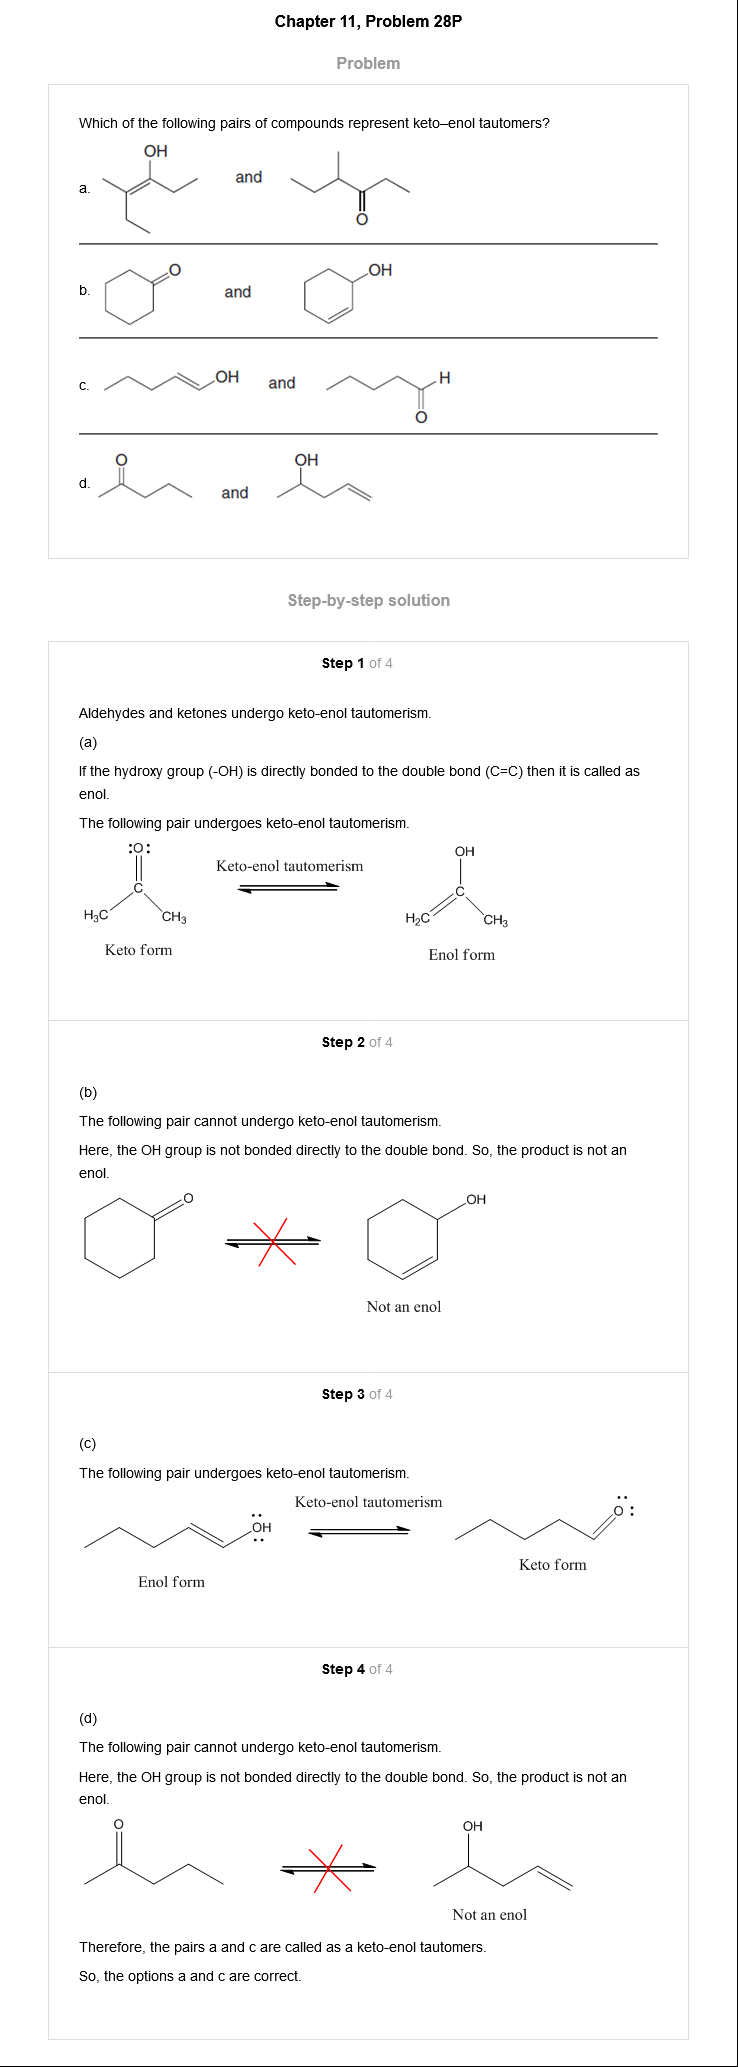 Chapter 11, Problem 28P
Problem
Which of the following pairs of compounds represent keto–enol tautomers?
OH
a.
and
O
b.
O
and
OH
c.
OH
and
H
O
d.
O
and
OH
Step-by-step solution
Step 1 of 4
Aldehydes and ketones undergo keto-enol tautomerism.
(a)
If the hydroxy group (-OH) is directly bonded to the double bond (C=C) then it is called as
enol.
The following pair undergoes keto-enol tautomerism.
:O:
C
H₃C
CH₃
Keto form
Keto-enol tautomerism
OH
C
H₂C
CH₃
Enol form
Step 2 of 4
(b)
The following pair cannot undergo keto-enol tautomerism.
Here, the OH group is not bonded directly to the double bond. So, the product is not an
enol.
O
OH
Not an enol
Step 3 of 4
(c)
The following pair undergoes keto-enol tautomerism.
Keto-enol tautomerism
OH
O:
Enol form
Keto form
Step 4 of 4
(d)
The following pair cannot undergo keto-enol tautomerism.
Here, the OH group is not bonded directly to the double bond. So, the product is not an
enol.
O
OH
Not an enol
Therefore, the pairs a and c are called as a keto-enol tautomers.
So, the options a and c are correct.